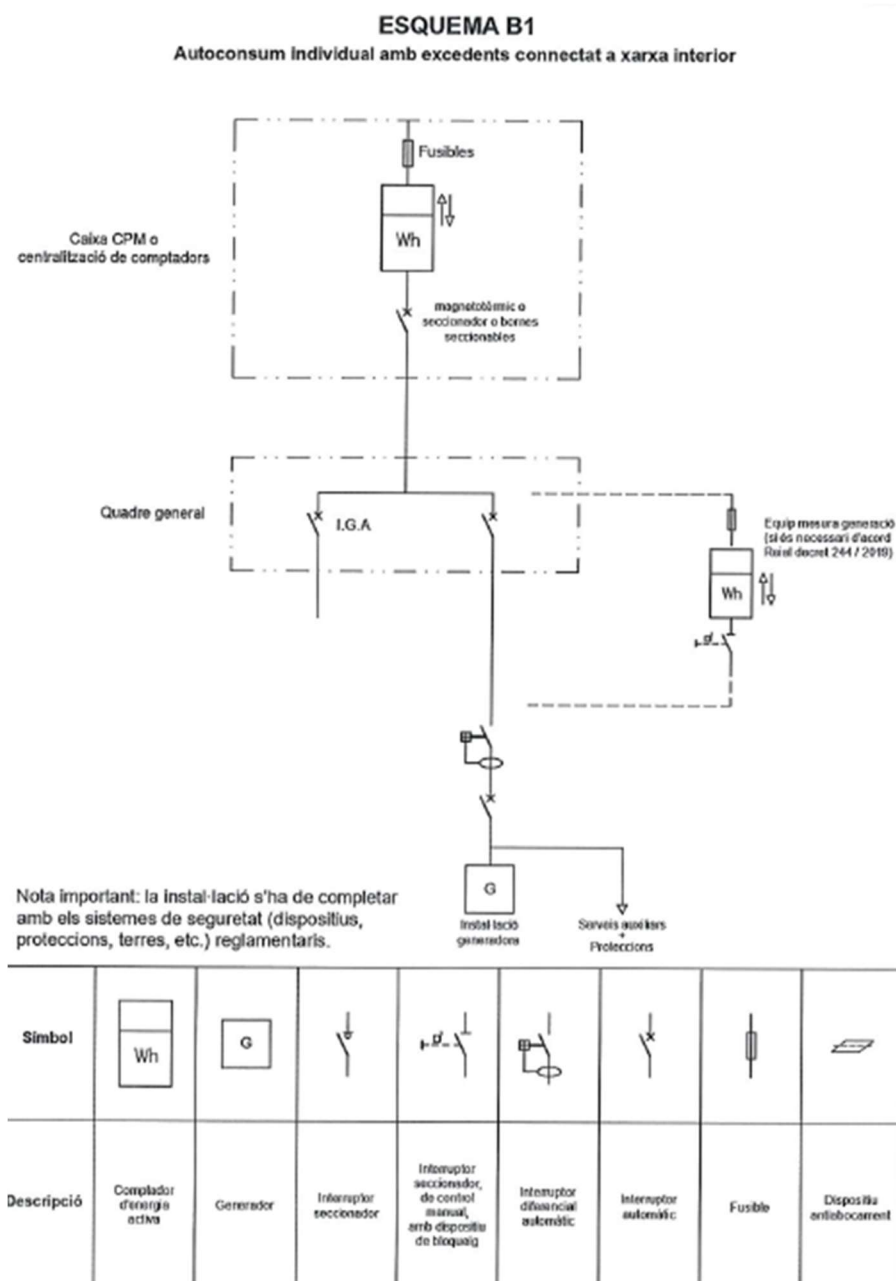 ESQUEMA B1
Autoconsum individual amb excedents connectat a xarxa interior
Fusibles
Wh
Caixa CPM o
centralització de comptadors
magnetotèrmic o
seccionador o bornes
seccionables
Quadre general
I.G.A
Equip mesura generació
(si és necessari d'acord
Reial decret 244 / 2019)
Wh
G
Instal·lació
generadora
Serveis auxiliars
+
Proteccions
Nota important: la instal·lació s'ha de completar
amb els sistemes de seguretat (dispositius,
proteccions, terres, etc.) reglamentaris.
Símbol
Wh
G
Descripció
Comptador
d'energia
activa
Generador
Interruptor
seccionador
Interruptor
seccionador,
de control
manual,
amb dispositiu
de bloqueig
Interruptor
diferencial
automàtic
Interruptor
automàtic
Fusible
Dispositiu
antiabocament